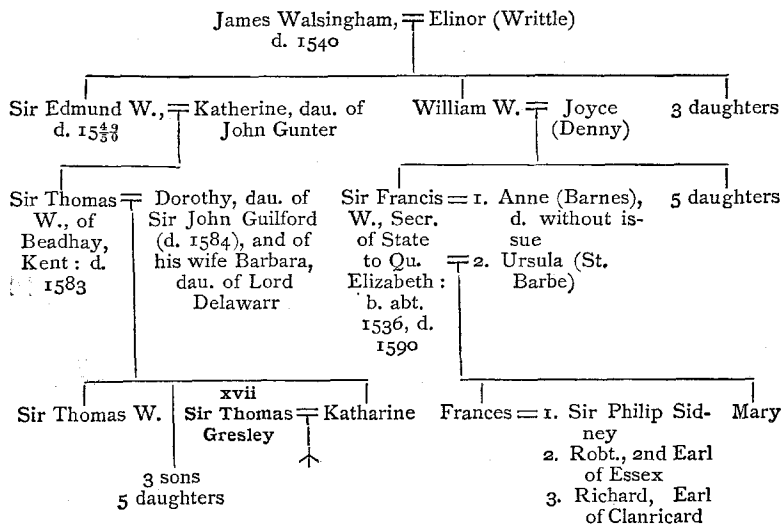 James Walsingham, = Elinor (Writtle)
d. 1540
Sir Edmund W., = Katherine, dau. of
d. 15 49/50 John Gunter
William W. = Joyce
(Denny)
3 daughters
Sir Thomas = Dorothy, dau. of
W., of Sir John Guilford
Beadhay, (d. 1584), and of
Kent : d. his wife Barbara,
1583 dau. of Lord
Delawarr
Sir Francis = 1. Anne (Barnes),
W., Secr. d. without is-
of State sue
to Qu. = 2. Ursula (St.
Elizabeth : Barbe)
b. abt.
1536, d.
1590
5 daughters
Sir Thomas W.
3 sons
5 daughters
xvii
Sir Thomas = Katharine
Gresley
Frances = 1. Sir Philip Sid-
ney
2. Robt., 2nd Earl
of Essex
3. Richard, Earl
of Clanricard
Mary